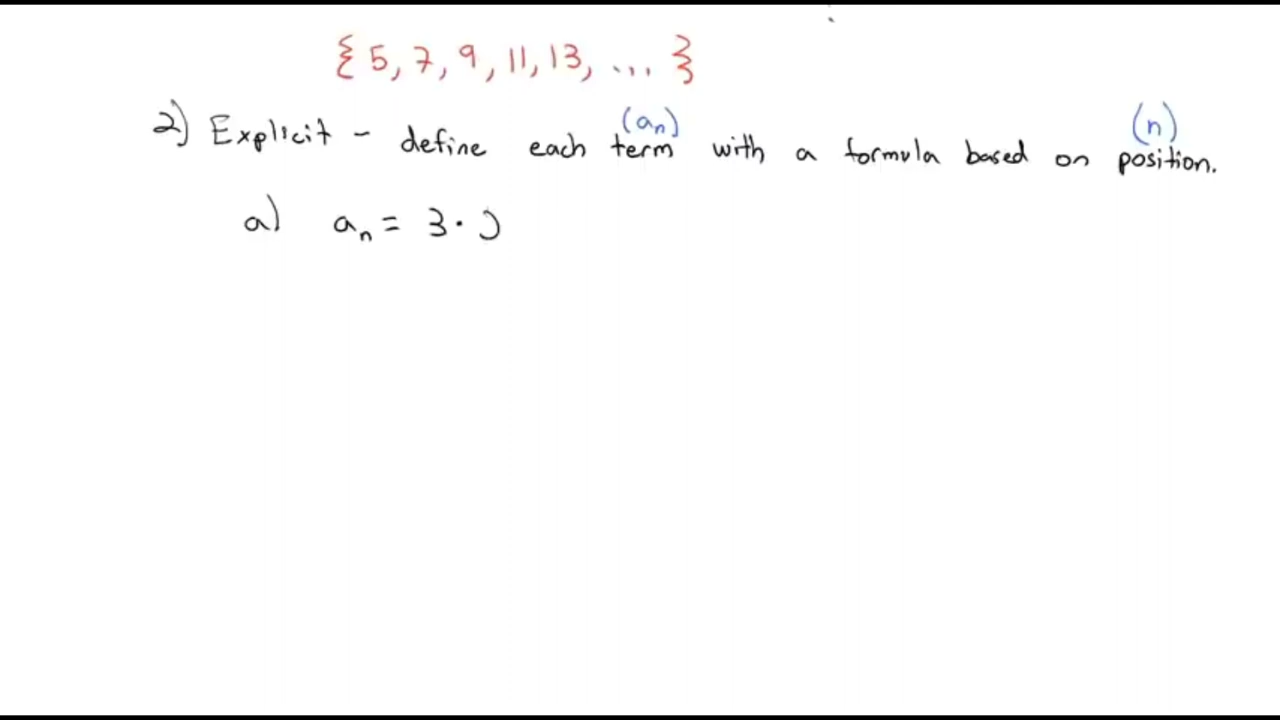 { 5, 7, 9, 11, 13, ... }
(an) (n)
2) Explicit - define each term with a formula based on position.
a) an = 3 ·